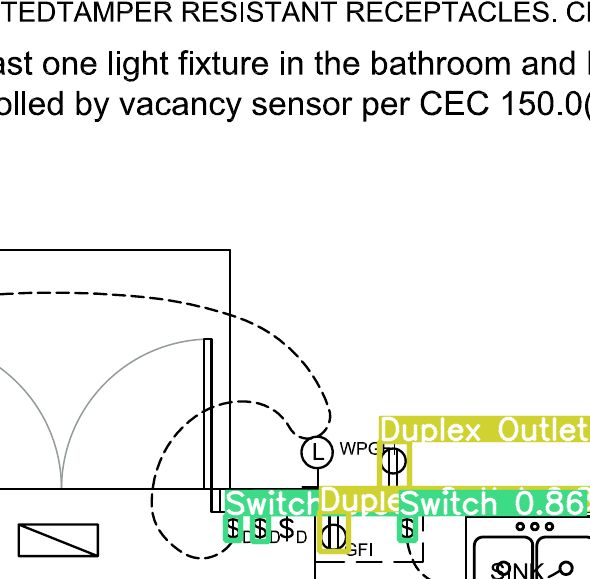 TEDTAMPER RESISTANT RECEPTACLES. C
ast one light fixture in the bathroom and
olled by vacancy sensor per CEC 150.0(
Duplex Outlet
L
WPG
Switch
Duple
Switch 0.86
$
D
$
D
$
D
$
GFI
SINK